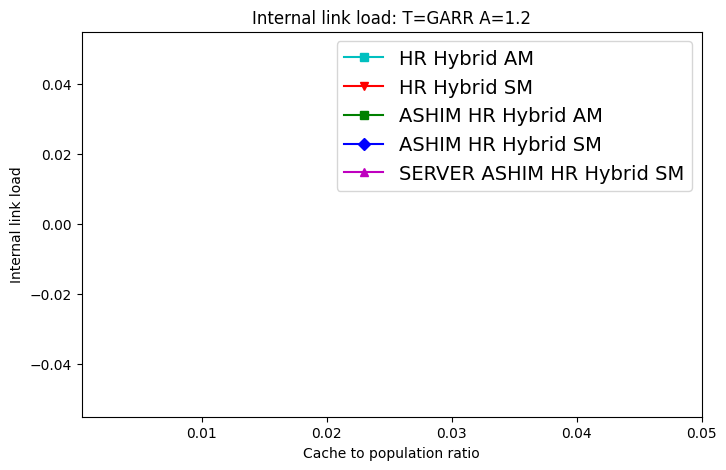 Internal link load: T=GARR A=1.2
HR Hybrid AM
HR Hybrid SM
ASHIM HR Hybrid AM
ASHIM HR Hybrid SM
SERVER ASHIM HR Hybrid SM
Internal link load
0.04
0.02
0.00
−0.02
−0.04
0.01 0.02 0.03 0.04 0.05
Cache to population ratio